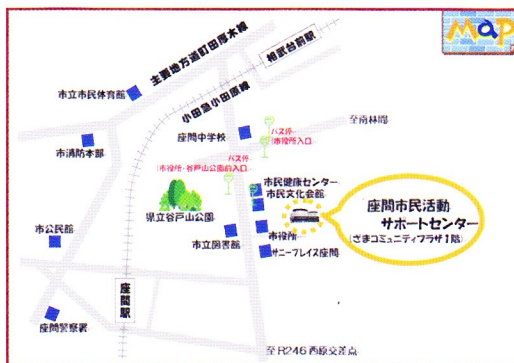 MaP
主要地方道町田厚木線
相武台前駅
市立市民体育館
小田急小田原線
座間中学校
バス停
(市役所入口)
至南林間
市消防本部
バス停
(市役所・谷戸山公園前入口)
市民健康センター
市民文化会館
県立谷戸山公園
座間市民活動
サポートセンター
(ざまコミュニティプラザ1階)
市公民館
市立図書館
市役所
サニープレイス座間
座間駅
座間警察署
至R246西原交差点